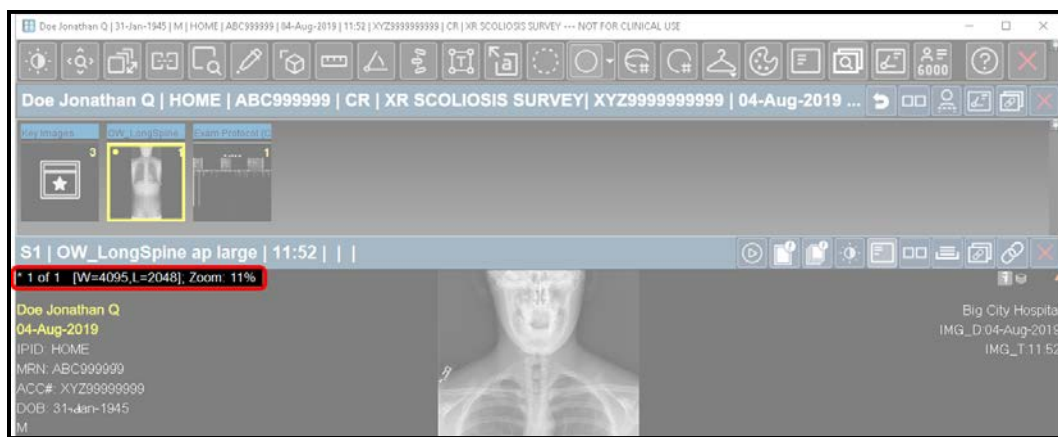 Doe Jonathan Q | 31-Jan-1945 | M | HOME | ABC999999 | 04-Aug-2019 | 11:52 | XYZ9999999999 | CR | XR SCOLIOSIS SURVEY --- NOT FOR CLINICAL USE
T
a
#
#
6000
?
Doe Jonathan Q | HOME | ABC999999 | CR | XR SCOLIOSIS SURVEY| XYZ9999999999 | 04-Aug-2019 ...
Key Images OW_LongSpine Exam Protocol (C
3 1 1
S1 | OW_LongSpine ap large | 11:52 | | |
* 1 of 1 [W=4095,L=2048]; Zoom: 11%
Doe Jonathan Q
04-Aug-2019
IPID: HOME
MRN: ABC999999
ACC#: XYZ99999999
DOB: 31-Jan-1945
M
Big City Hospita
IMG_D:04-Aug-2019
IMG_T:11:52